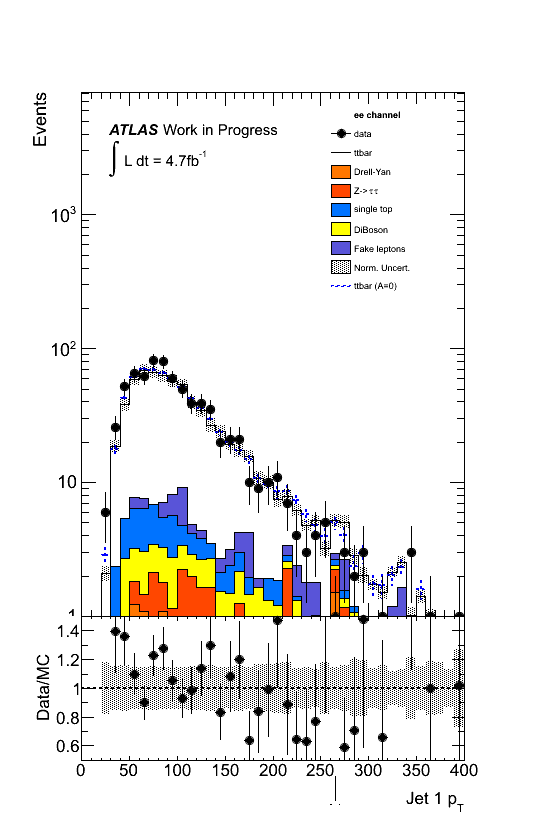 Events
ATLAS Work in Progress
∫ L dt = 4.7fb⁻¹
ee channel
data
ttbar
Drell-Yan
Z->ττ
single top
DiBoson
Fake leptons
Norm. Uncert.
ttbar (A=0)
10³
10²
10
1
Data/MC
1.4
1.2
1
0.8
0.6
0 50 100 150 200 250 300 350 400
Jet 1 p_T